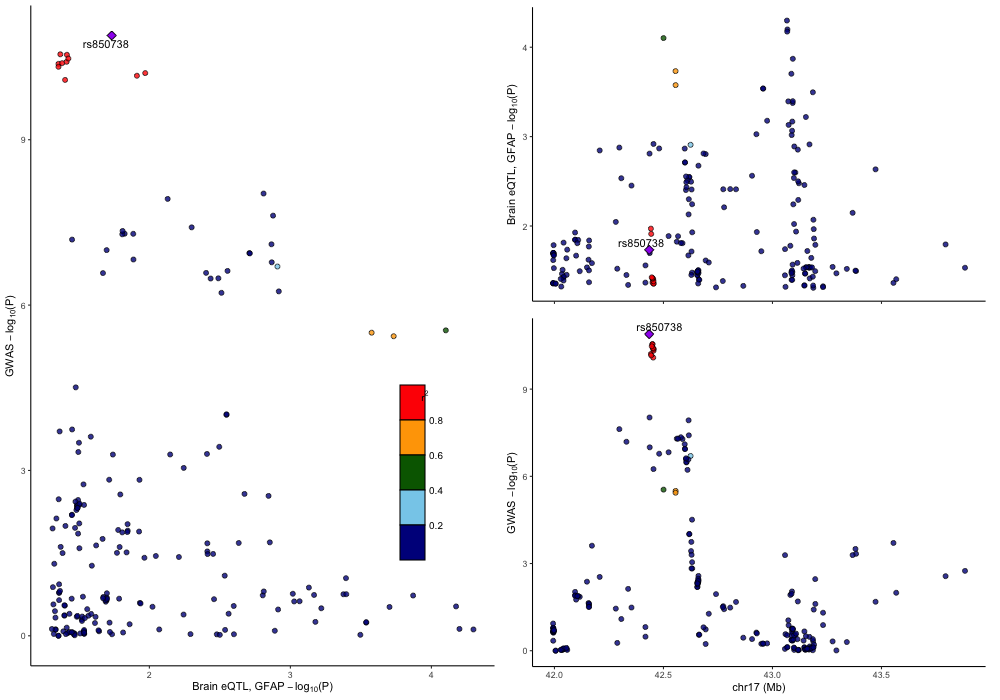 rs850738
9
6
3
0
GWAS − log10(P)
2
3
4
Brain eQTL, GFAP − log10(P)
r2
0.8
0.6
0.4
0.2
4
3
2
Brain eQTL, GFAP − log10(P)
rs850738
rs850738
9
6
3
0
GWAS − log10(P)
42.0
42.5
43.0
43.5
chr17 (Mb)